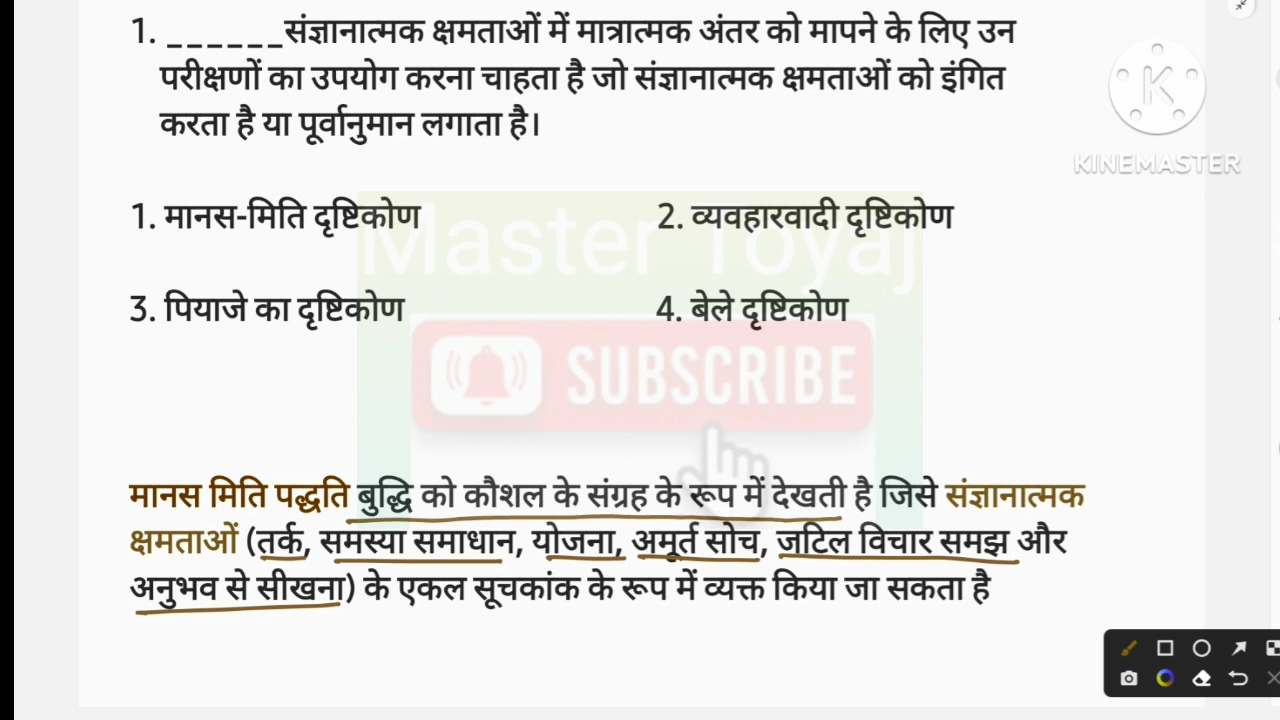 1. ______संज्ञानात्मक क्षमताओं में मात्रात्मक अंतर को मापने के लिए उन
परीक्षणों का उपयोग करना चाहता है जो संज्ञानात्मक क्षमताओं को इंगित
करता है या पूर्वानुमान लगाता है।
K
KINEMASTER
1. मानस-मिति दृष्टिकोण 2. व्यवहारवादी दृष्टिकोण
Master Toyaj
3. पियाजे का दृष्टिकोण 4. बेले दृष्टिकोण
SUBSCRIBE
मानस मिति पद्धति बुद्धि को कौशल के संग्रह के रूप में देखती है जिसे संज्ञानात्मक
क्षमताओं (तर्क, समस्या समाधान, योजना, अमूर्त सोच, जटिल विचार समझ और
अनुभव से सीखना) के एकल सूचकांक के रूप में व्यक्त किया जा सकता है